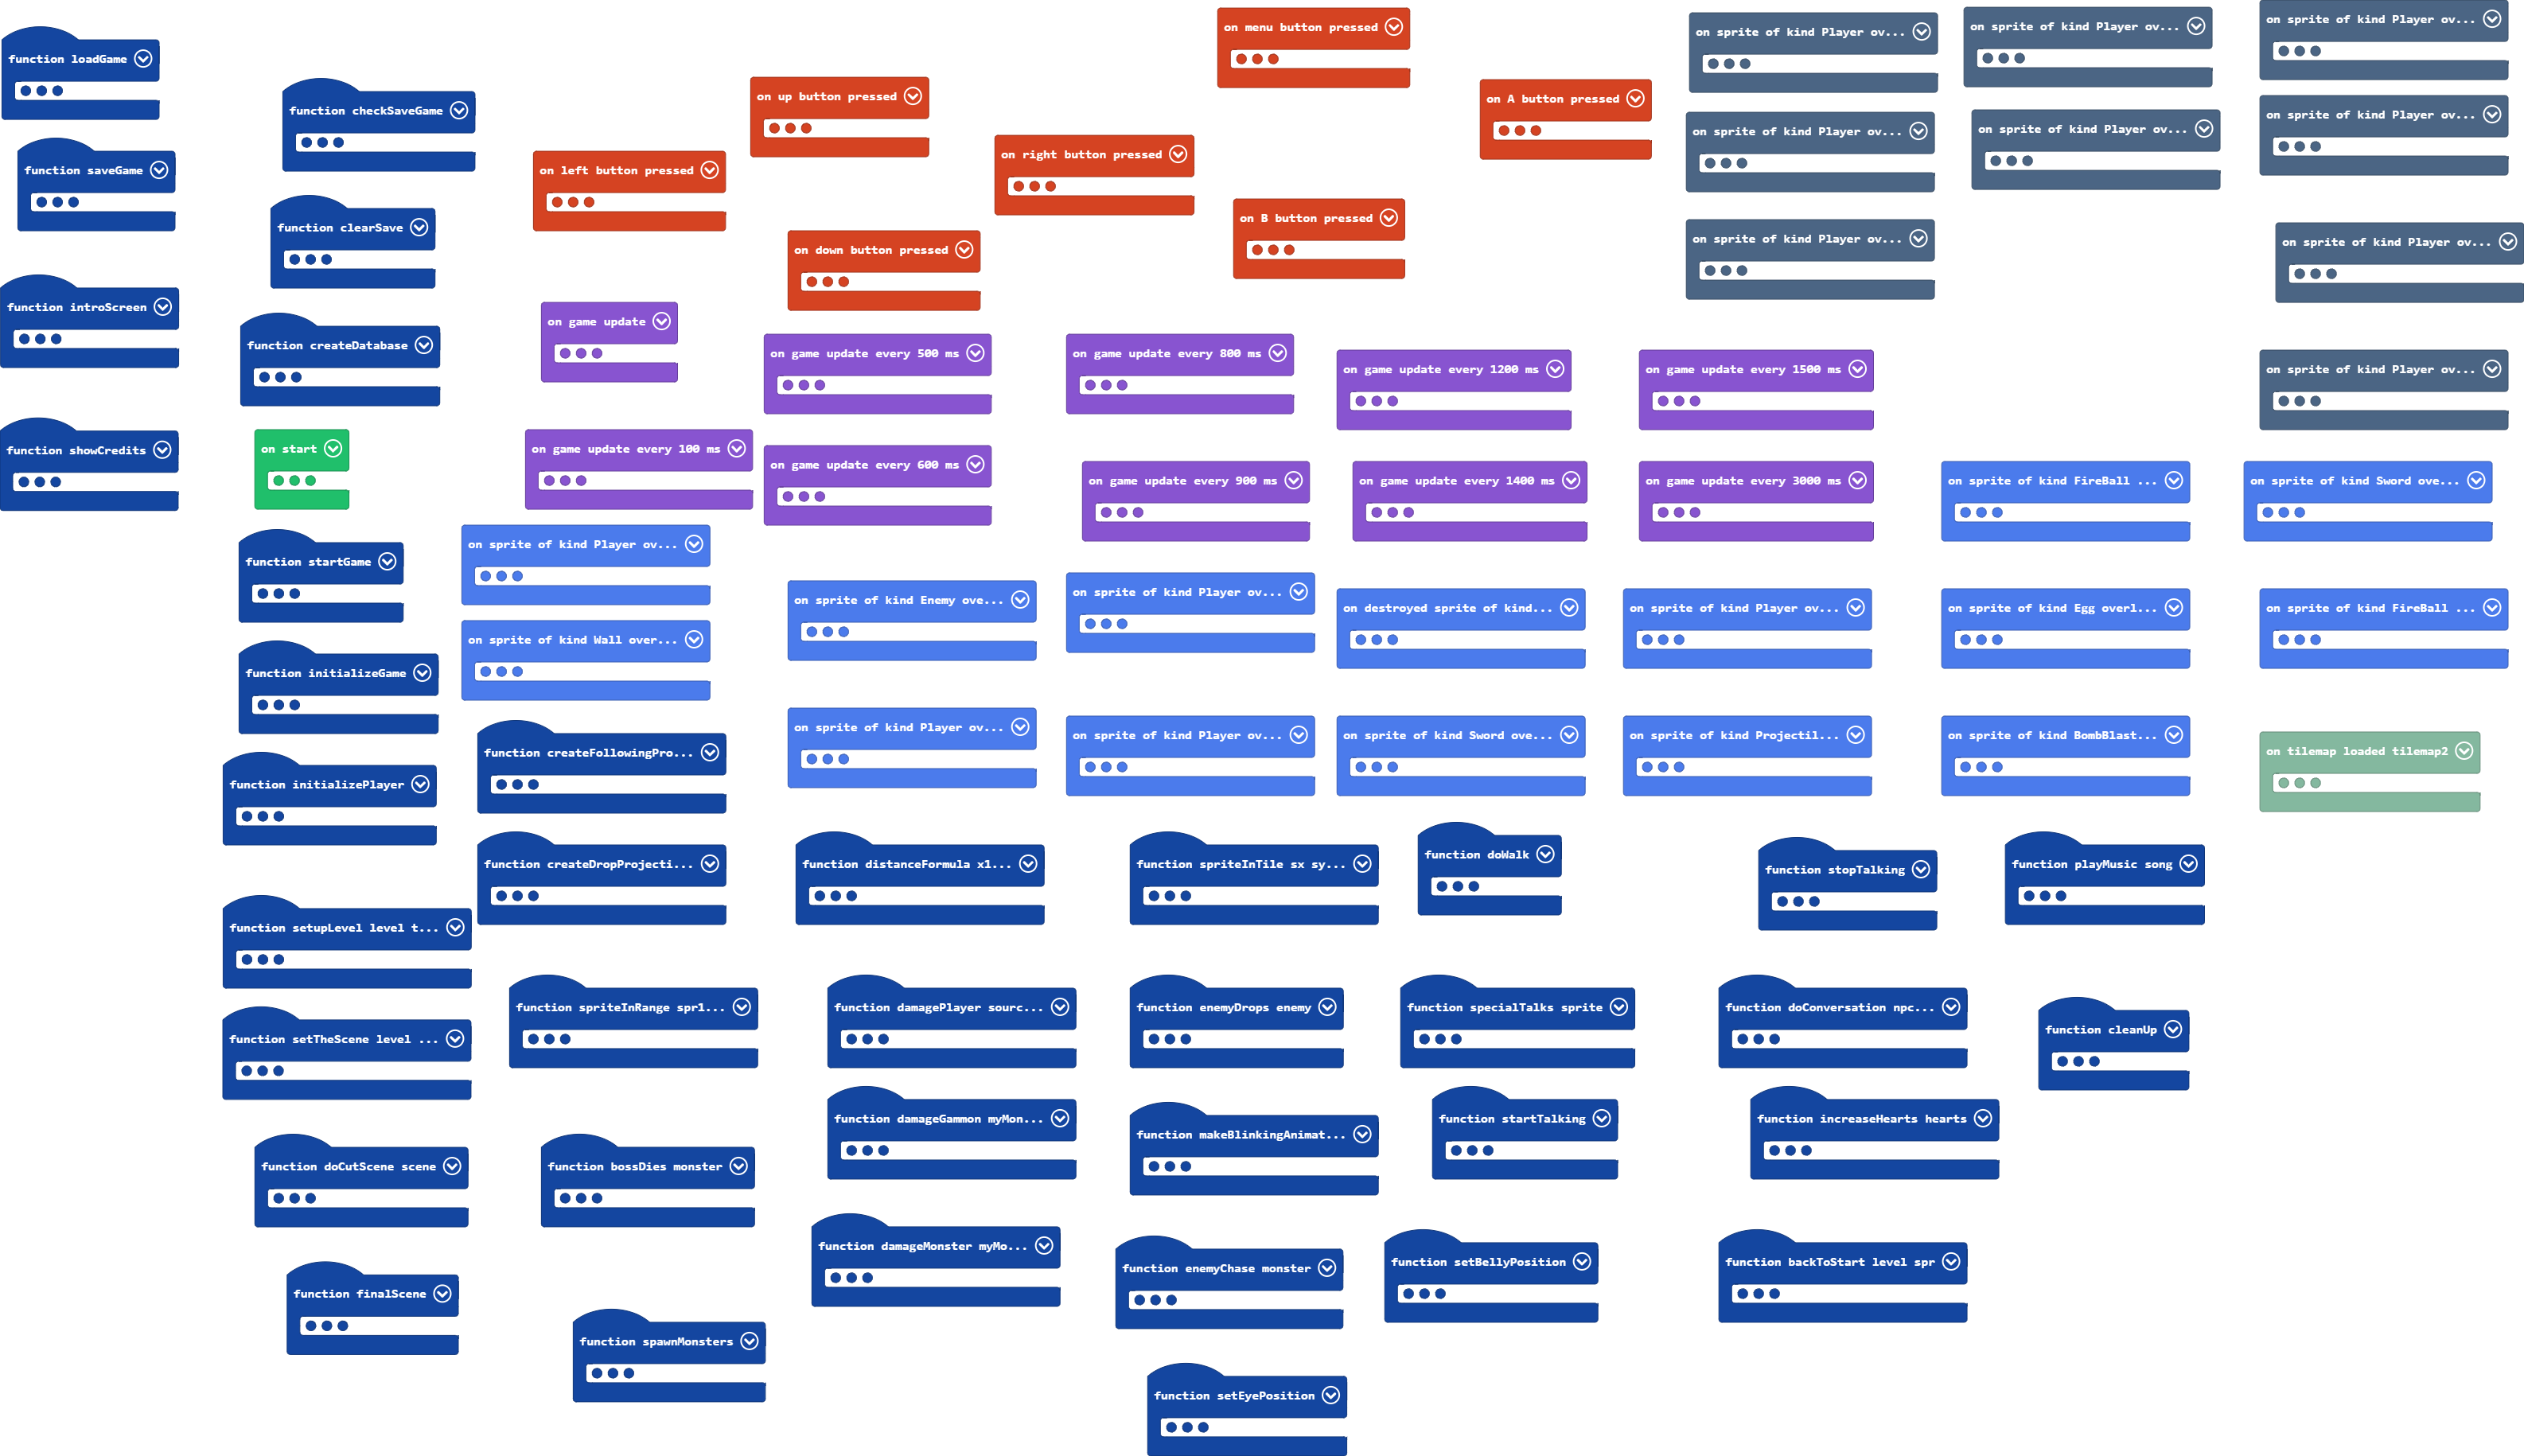 function loadGame
function checkSaveGame
function saveGame
function clearSave
function introScreen
function createDatabase
function showCredits
on start
function startGame
function initializeGame
function initializePlayer
function setupLevel level t...
function setTheScene level ...
function doCutScene scene
function finalScene
on menu button pressed
on up button pressed
on A button pressed
on left button pressed
on right button pressed
on B button pressed
on down button pressed
on sprite of kind Player ov...
on sprite of kind Player ov...
on sprite of kind Player ov...
on sprite of kind Player ov...
on sprite of kind Player ov...
on sprite of kind Player ov...
on sprite of kind Player ov...
on sprite of kind Player ov...
on sprite of kind Player ov...
on game update
on game update every 500 ms
on game update every 800 ms
on game update every 1200 ms
on game update every 1500 ms
on sprite of kind Player ov...
on game update every 100 ms
on game update every 600 ms
on game update every 900 ms
on game update every 1400 ms
on game update every 3000 ms
on sprite of kind FireBall ...
on sprite of kind Sword ove...
on sprite of kind Player ov...
on sprite of kind Enemy ove...
on sprite of kind Player ov...
on destroyed sprite of kind...
on sprite of kind Player ov...
on sprite of kind Egg overl...
on sprite of kind FireBall ...
on sprite of kind Wall over...
on sprite of kind Player ov...
on sprite of kind Player ov...
on sprite of kind Sword ove...
on sprite of kind Projectil...
on sprite of kind BombBlast...
on tilemap loaded tilemap2
function createFollowingPro...
function createDropProjecti...
function distanceFormula x1...
function spriteInTile sx sy...
function doWalk
function stopTalking
function playMusic song
function spriteInRange spr1...
function damagePlayer sourc...
function enemyDrops enemy
function specialTalks sprite
function doConversation npc...
function cleanUp
function damageGammon myMon...
function makeBlinkingAnimat...
function startTalking
function increaseHearts hearts
function bossDies monster
function damageMonster myMo...
function enemyChase monster
function setBellyPosition
function backToStart level spr
function spawnMonsters
function setEyePosition